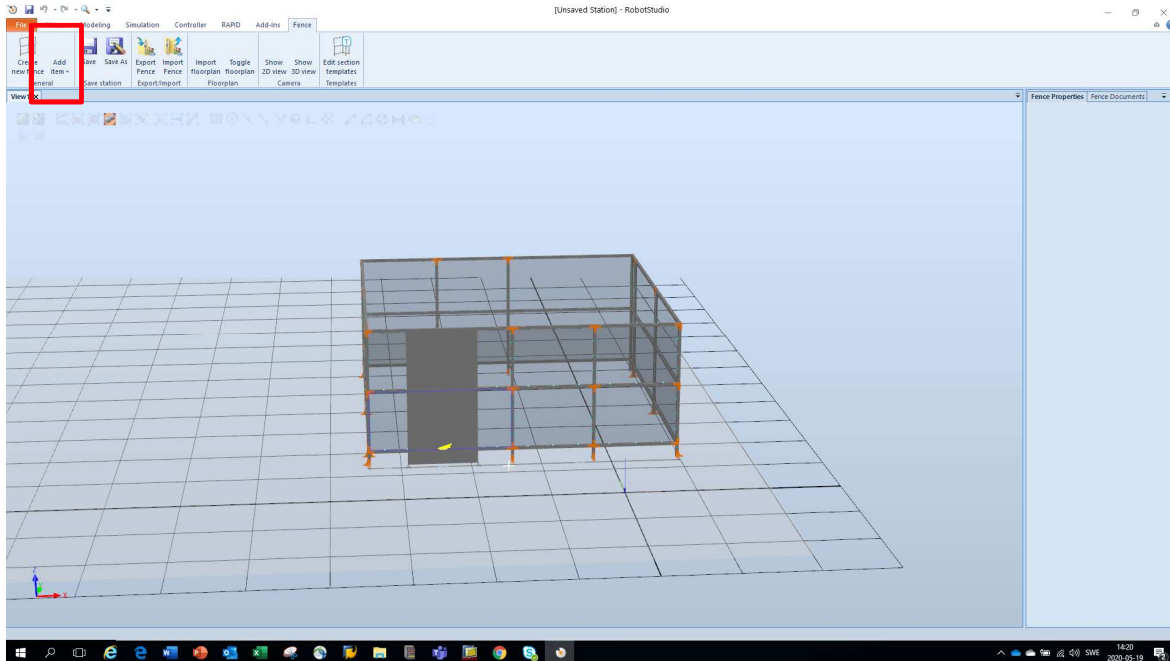 [Unsaved Station] - RobotStudio
File Modeling Simulation Controller RAPID Add-Ins Fence
Create new fence
Add item
Save
Save As
Export Fence
Import Fence
Import floorplan
Toggle floorplan
Show 2D view
Show 3D view
Edit section templates
General Save station Export/Import Floorplan Camera Templates
View1 Fence Properties Fence Documents
Z
X
SWE
14:20
2020-05-19